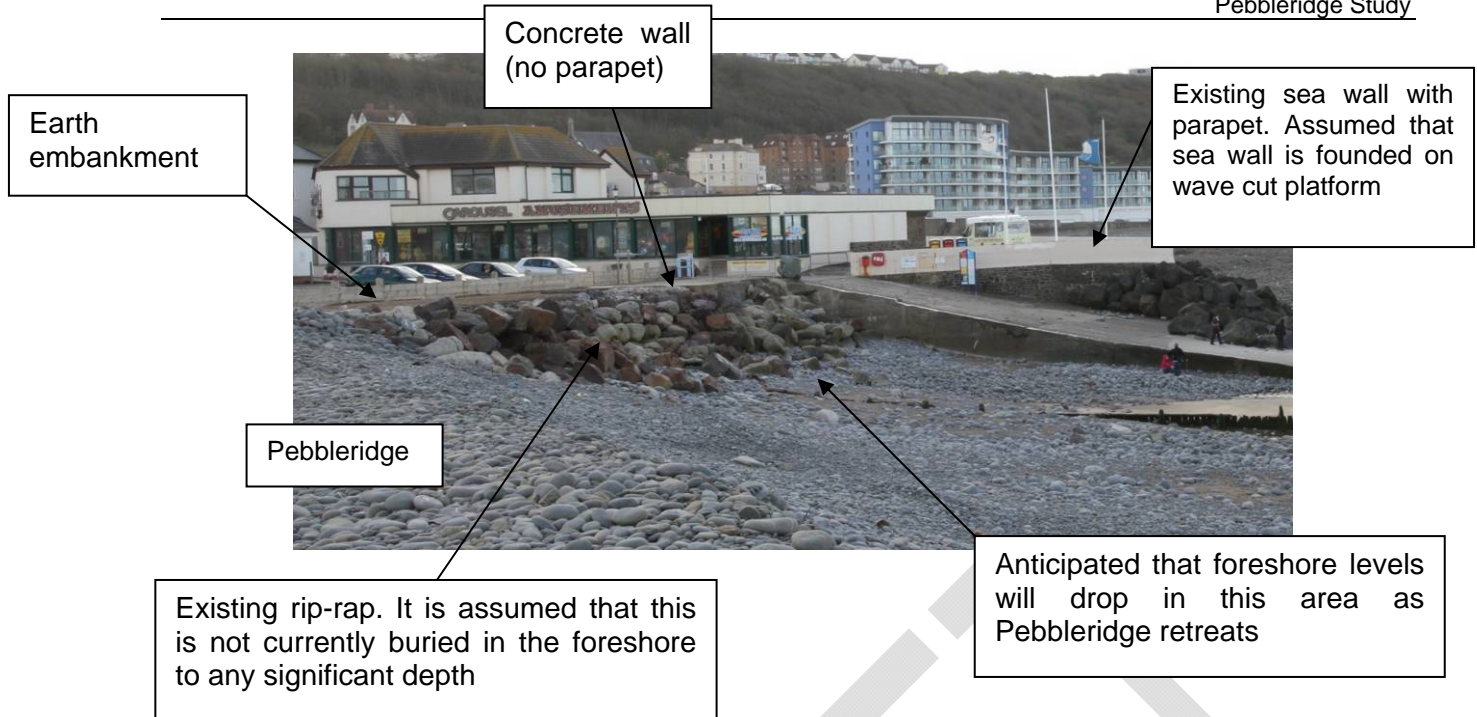 Pebbleridge Study
Concrete wall
(no parapet)
Earth
embankment
Existing sea wall with
parapet. Assumed that
sea wall is founded on
wave cut platform
CAROUSEL AMUSEMENTS
Pebbleridge
Existing rip-rap. It is assumed that this
is not currently buried in the foreshore
to any significant depth
Anticipated that foreshore levels
will drop in this area as
Pebbleridge retreats